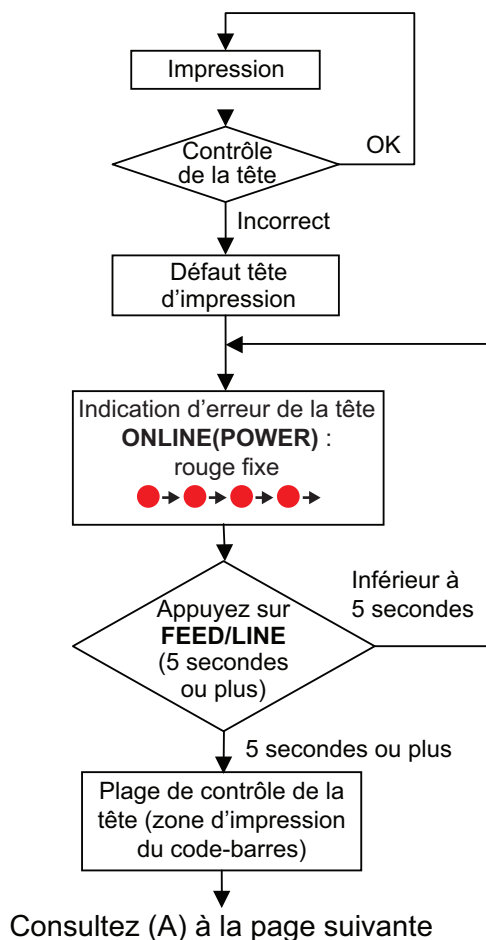 Impression
Contrôle
de la tête
OK
Incorrect
Défaut tête
d’impression
Indication d’erreur de la tête
ONLINE(POWER) :
rouge fixe
Appuyez sur
FEED/LINE
(5 secondes
ou plus)
Inférieur à
5 secondes
5 secondes ou plus
Plage de contrôle de la
tête (zone d’impression
du code-barres)
Consultez (A) à la page suivante